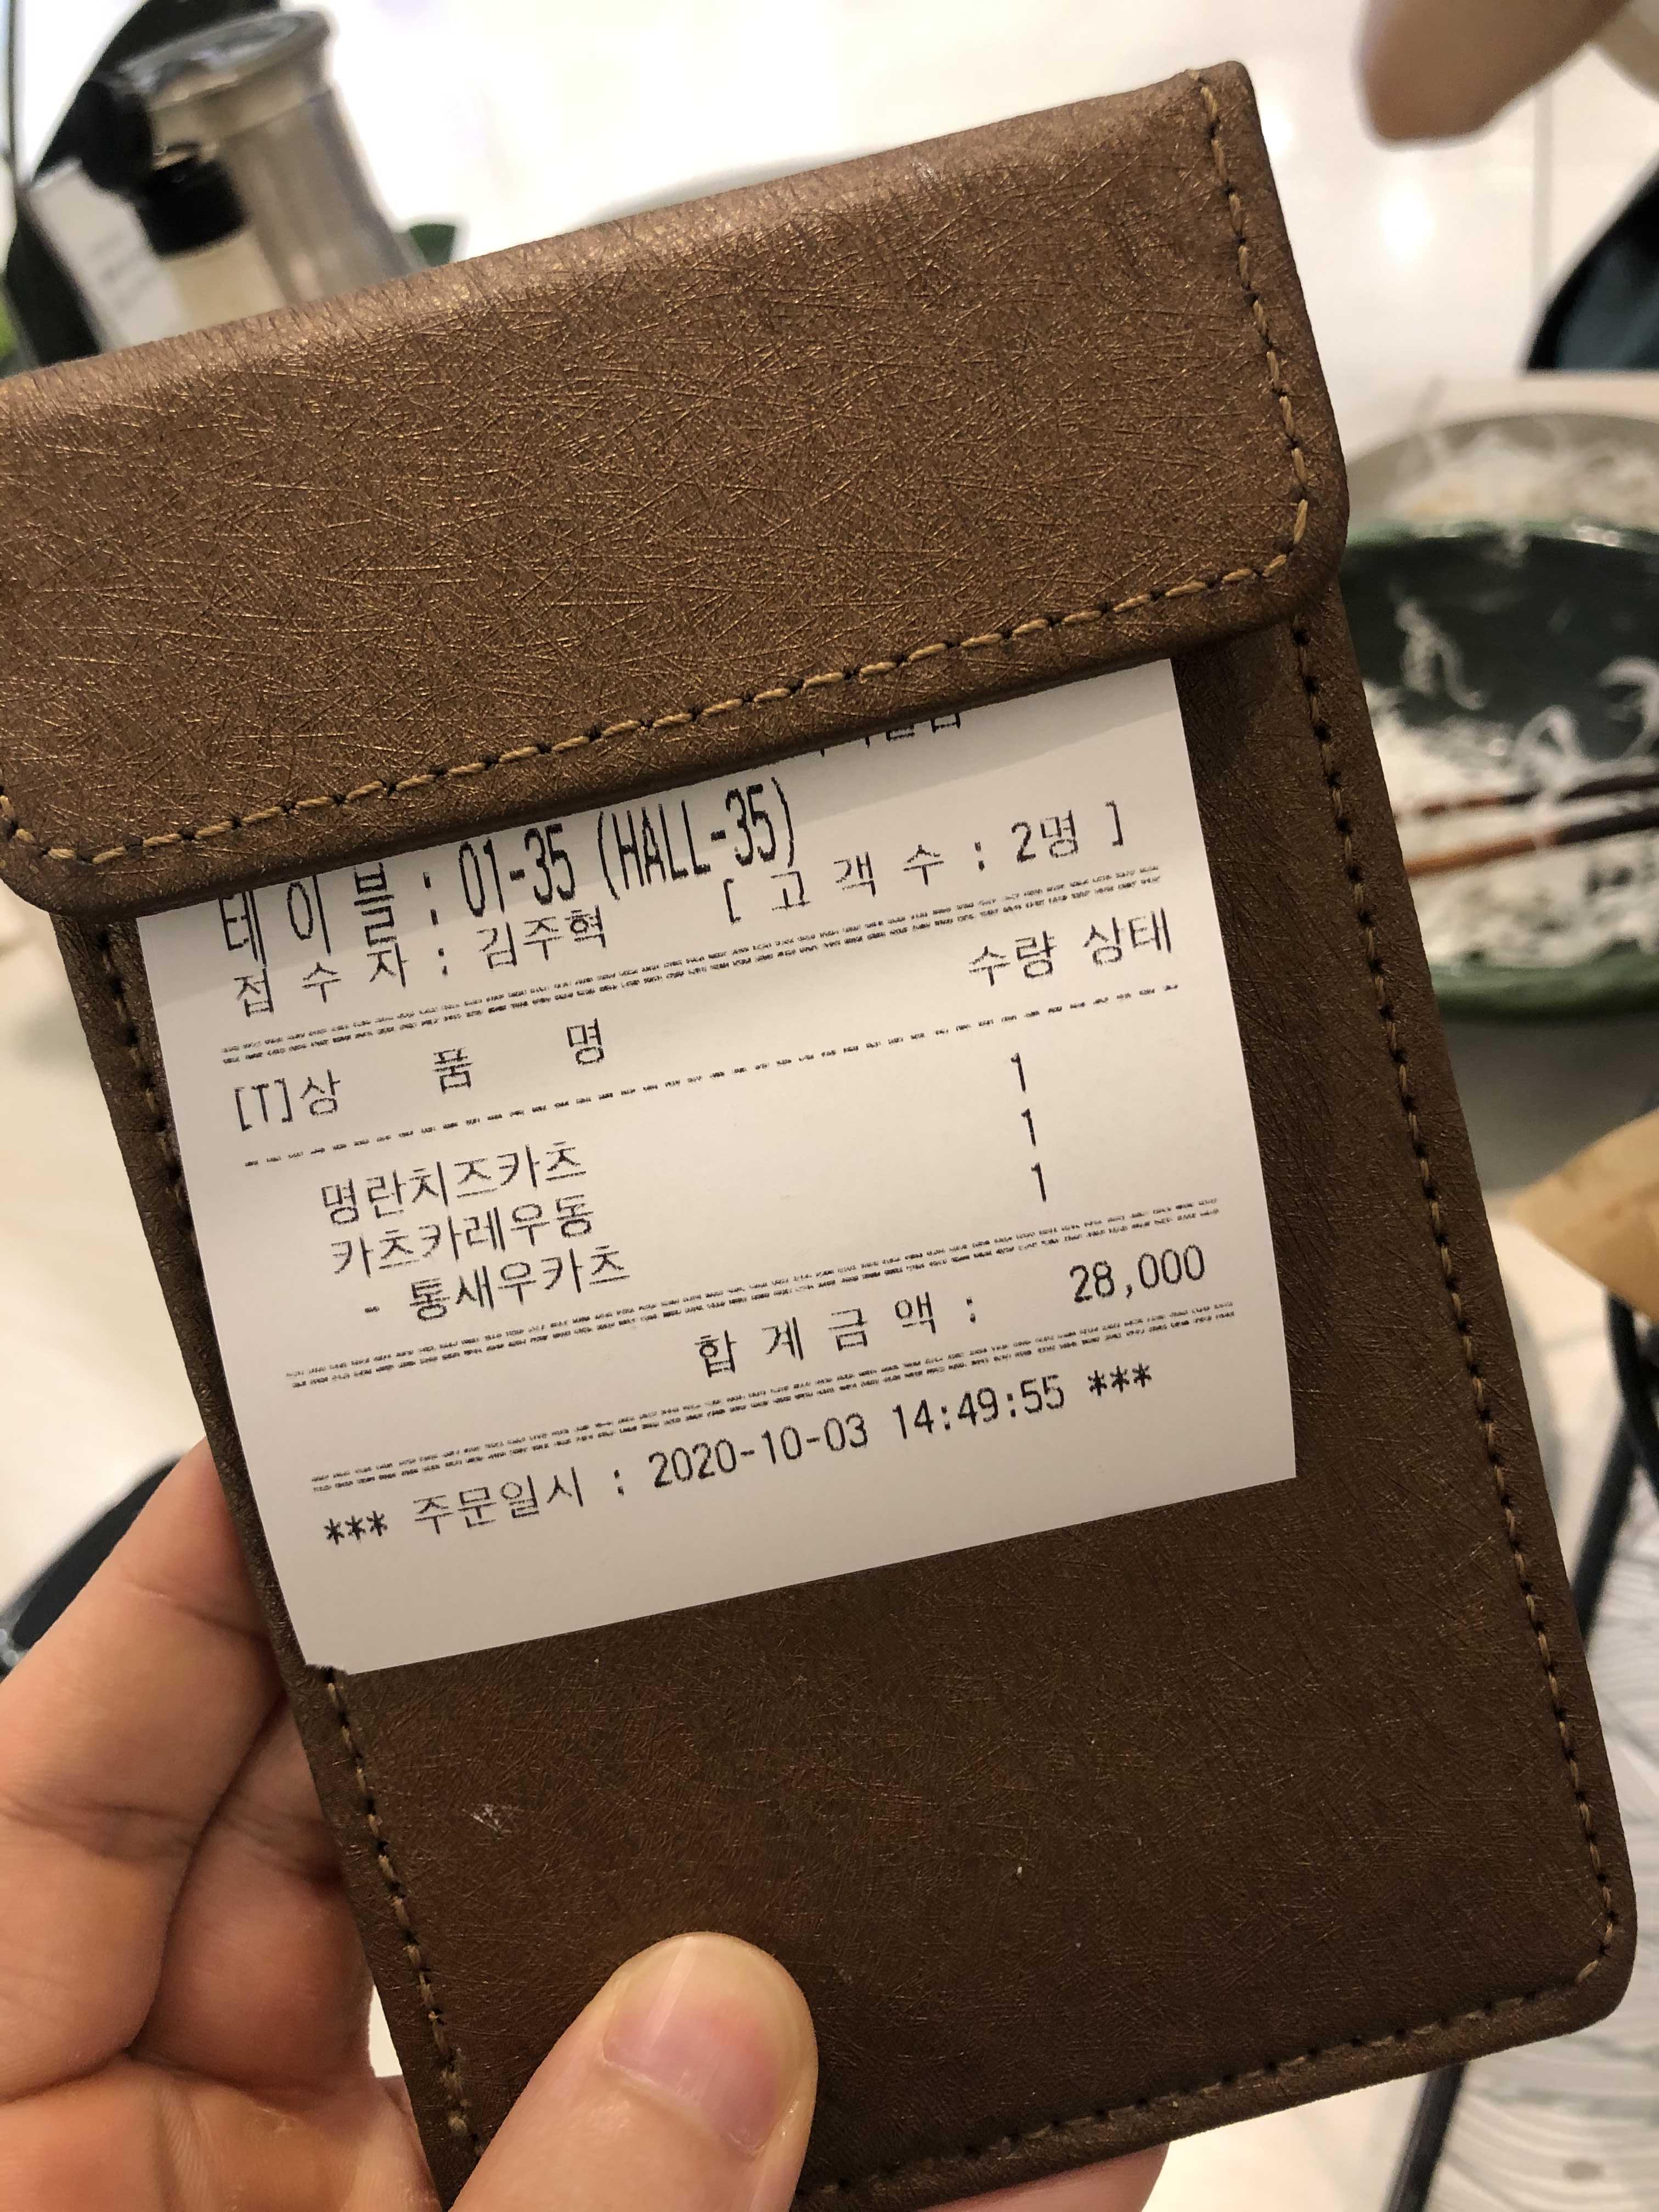 테 이 블 : 01-35 (HALL-35)
접 수 자 : 김주혁 [ 고 객 수 : 2명 ]
[T]상 품 명 수량 상태
명란치즈카츠 1
카츠카레우동 1
- 통새우카츠 1
합 계 금 액 : 28,000
*** 주문일시 : 2020-10-03 14:49:55 ***